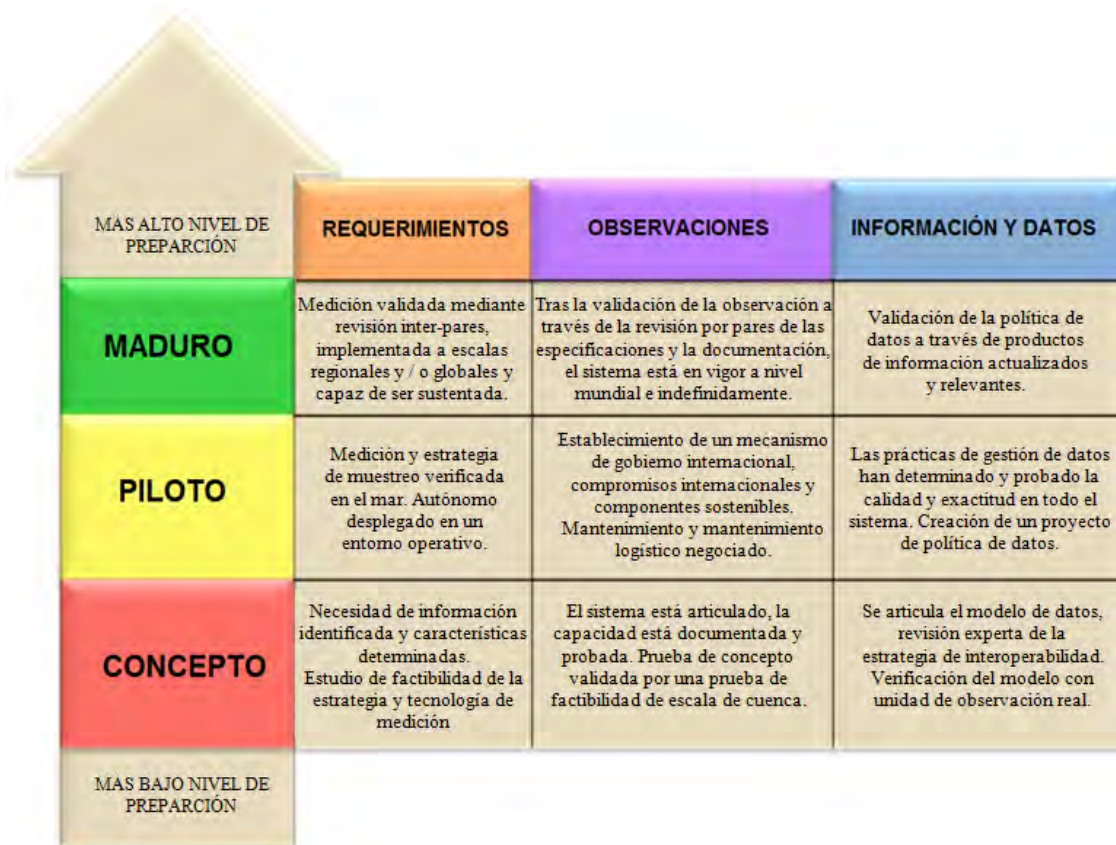 MAS ALTO NIVEL DE
PREPARCIÓN
REQUERIMIENTOS
OBSERVACIONES
INFORMACIÓN Y DATOS
MADURO
Medición validada mediante
revisión inter-pares,
implementada a escalas
regionales y / o globales y
capaz de ser sustentada.
Tras la validación de la observación a
través de la revisión por pares de las
especificaciones y la documentación,
el sistema está en vigor a nivel
mundial e indefinidamente.
Validación de la política de
datos a través de productos
de información actualizados
y relevantes.
PILOTO
Medición y estrategia
de muestreo verificada
en el mar. Autónomo
desplegado en un
entorno operativo.
Establecimiento de un mecanismo
de gobierno internacional,
compromisos internacionales y
componentes sostenibles.
Mantenimiento y mantenimiento
logístico negociado.
Las prácticas de gestión de datos
han determinado y probado la
calidad y exactitud en todo el
sistema. Creación de un proyecto
de política de datos.
CONCEPTO
Necesidad de información
identificada y características
determinadas.
Estudio de factibilidad de la
estrategia y tecnología de
medición
El sistema está articulado, la
capacidad está documentada y
probada. Prueba de concepto
validada por una prueba de
factibilidad de escala de cuenca.
Se articula el modelo de datos,
revisión experta de la
estrategia de interoperabilidad.
Verificación del modelo con
unidad de observación real.
MAS BAJO NIVEL DE
PREPARCIÓN